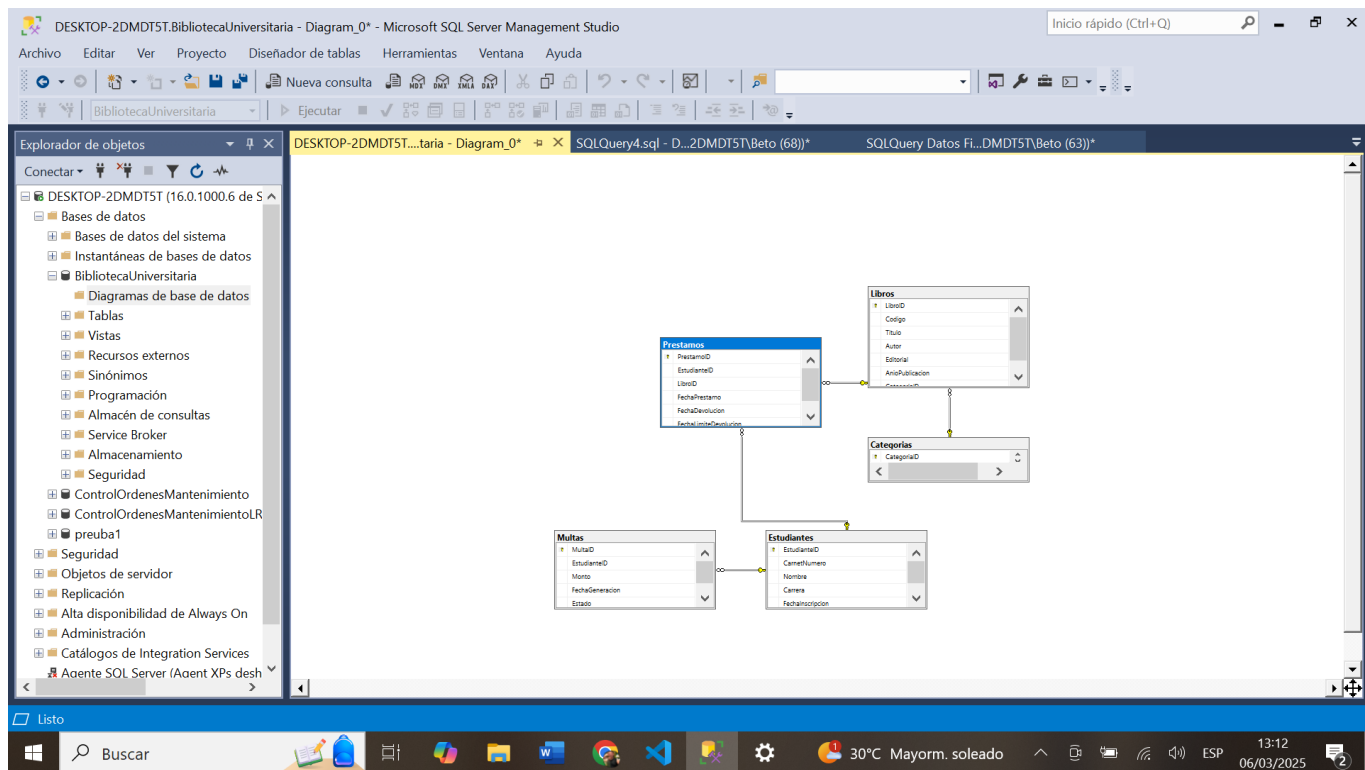 DESKTOP-2DMDT5T.BibliotecaUniversitaria - Diagram_0* - Microsoft SQL Server Management Studio
Inicio rápido (Ctrl+Q)
Archivo Editar Ver Proyecto Diseñador de tablas Herramientas Ventana Ayuda
Nueva consulta MDX DMX XMLA DAX
BibliotecaUniversitaria Ejecutar
Explorador de objetos
DESKTOP-2DMDT5T....taria - Diagram_0* SQLQuery4.sql - D...2DMDT5T\Beto (68))* SQLQuery Datos Fi...DMDT5T\Beto (63))*
Conectar
DESKTOP-2DMDT5T (16.0.1000.6 de S
Bases de datos
Bases de datos del sistema
Instantáneas de bases de datos
BibliotecaUniversitaria
Diagramas de base de datos
Tablas
Vistas
Recursos externos
Sinónimos
Programación
Almacén de consultas
Service Broker
Almacenamiento
Seguridad
ControlOrdenesMantenimiento
ControlOrdenesMantenimientoLR
preuba1
Seguridad
Objetos de servidor
Replicación
Alta disponibilidad de Always On
Administración
Catálogos de Integration Services
Agente SQL Server (Agent XPs desh
Libros
LibroID
Codigo
Titulo
Autor
Editorial
AnioPublicacion
CategoriaID
Prestamos
PrestamoID
EstudianteID
LibroID
FechaPrestamo
FechaDevolucion
FechaLimiteDevolucion
Categorias
CategoriaID
Multas
MultaID
EstudianteID
Monto
FechaGeneracion
Estado
Estudiantes
EstudianteID
CarnetNumero
Nombre
Carrera
FechaInscripcion
Listo
Buscar
30°C Mayorm. soleado
ESP
13:12
06/03/2025